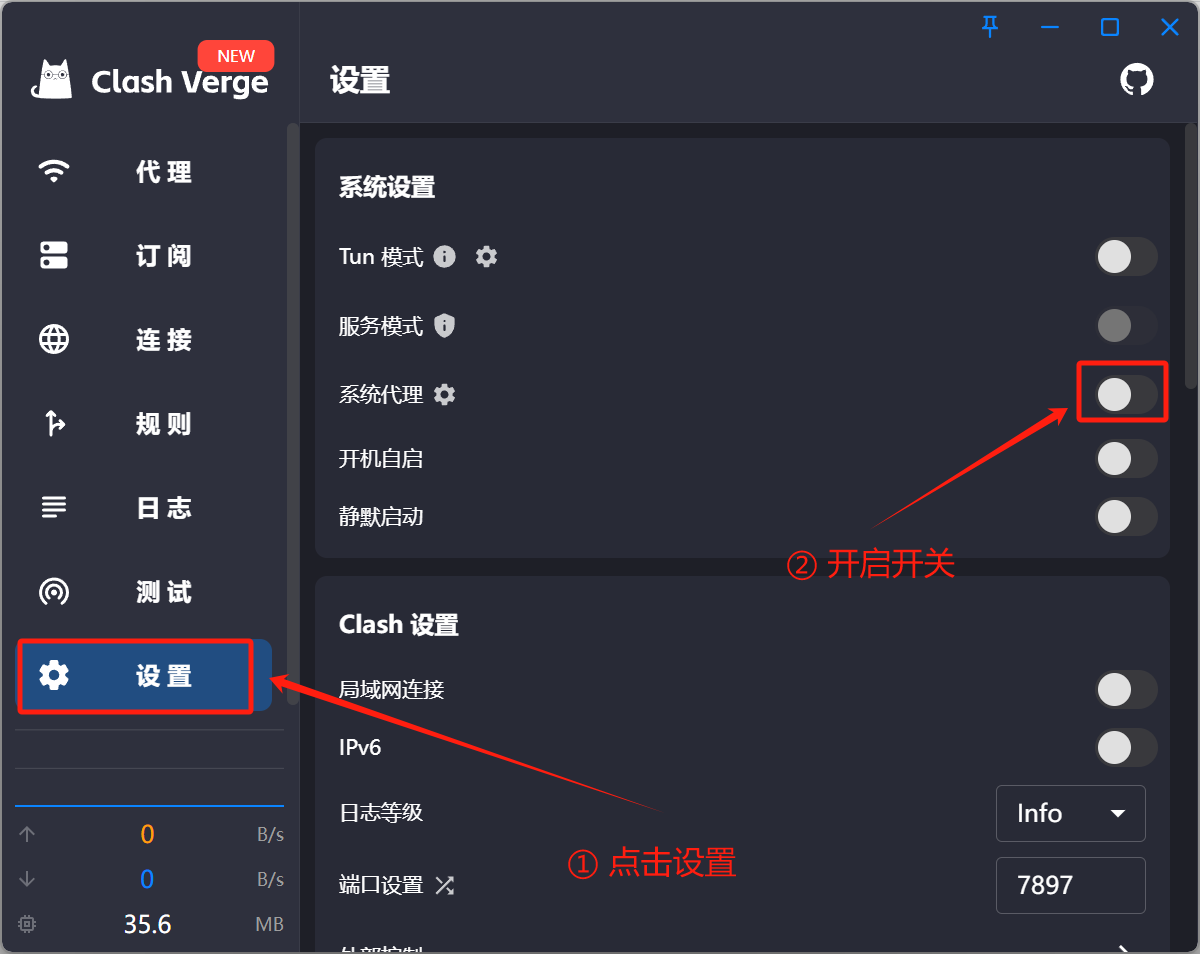 NEW
Clash Verge
代 理
订 阅
连 接
规 则
日 志
测 试
设 置
0 B/s
0 B/s
35.6 MB
设置
系统设置
Tun 模式
服务模式
系统代理
开机自启
静默启动
② 开启开关
Clash 设置
局域网连接
IPv6
日志等级 Info
① 点击设置
端口设置 7897
外部控制